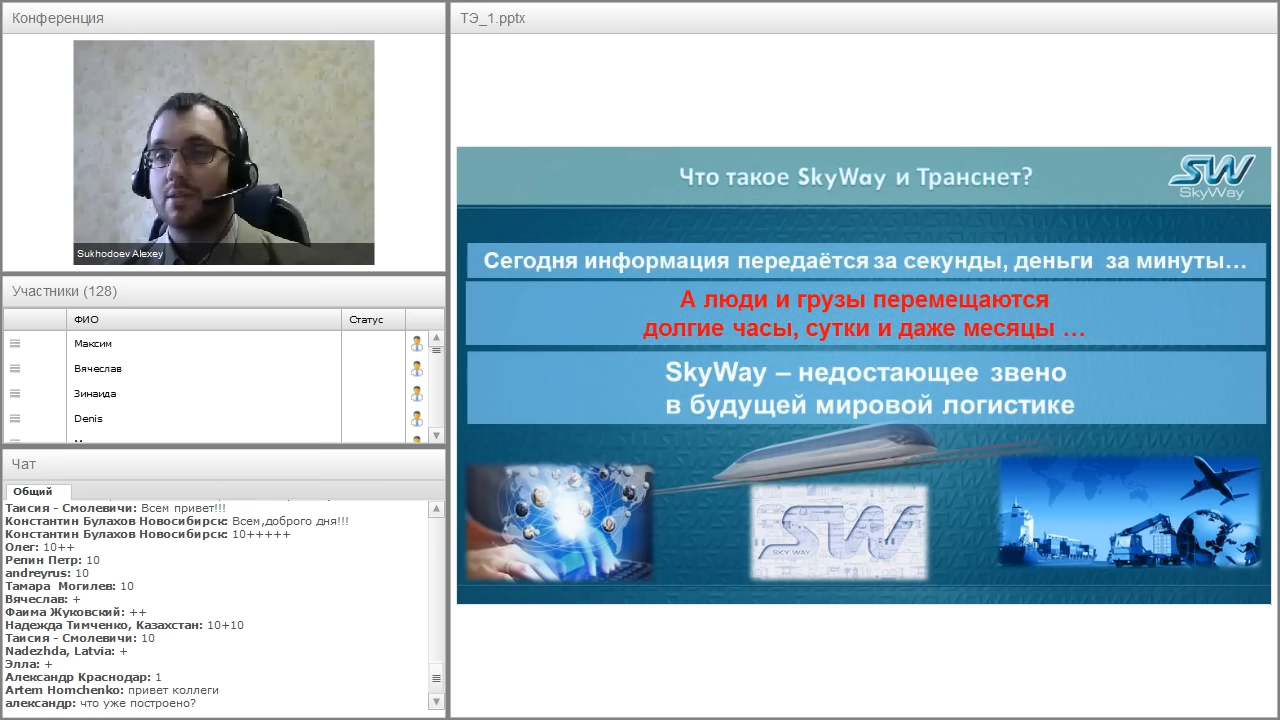 Конференция
Sukhodoev Alexey
Участники (128)
ФИО
Статус
Максим
Вячеслав
Зинаида
Denis
Чат
Общий
Таисия - Смолевичи: Всем привет!!!
Константин Булахов Новосибирск: Всем,доброго дня!!!
Константин Булахов Новосибирск: 10+++++
Олег: 10++
Репин Петр: 10
andreyrus: 10
Тамара Могилев: 10
Вячеслав: +
Фаима Жуковский: ++
Надежда Тимченко, Казахстан: 10+10
Таисия - Смолевичи: 10
Nadezhda, Latvia: +
Элла: +
Александр Краснодар: 1
Artem Homchenko: привет коллеги
александр: что уже построено?
ТЭ_1.pptx
Что такое SkyWay и Транснет?
SW
SkyWay
Сегодня информация передаётся за секунды, деньги за минуты…
А люди и грузы перемещаются
долгие часы, сутки и даже месяцы …
SkyWay – недостающее звено
в будущей мировой логистике
SW
SKY WAY